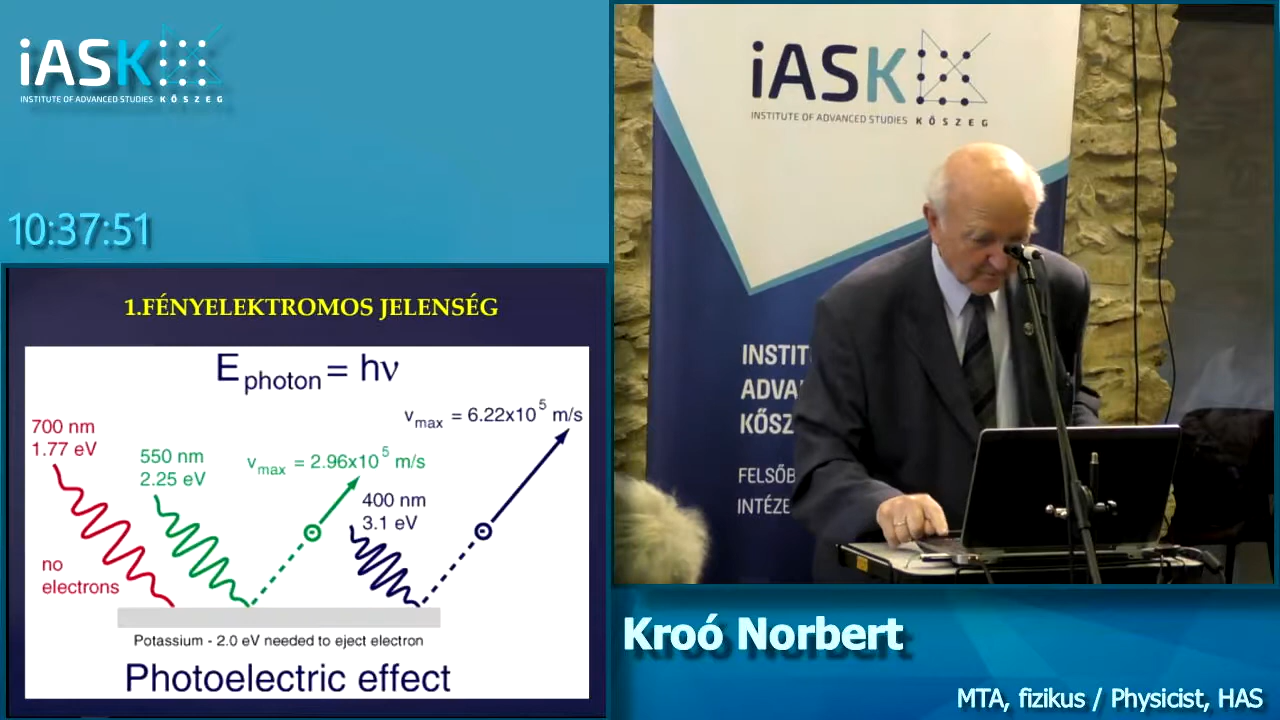 iASK
INSTITUTE OF ADVANCED STUDIES KŐSZEG
10:37:51
1.FÉNYELEKTROMOS JELENSÉG
E photon = hν
700 nm
1.77 eV
550 nm
2.25 eV
vmax = 2.96x10^5 m/s
vmax = 6.22x10^5 m/s
400 nm
3.1 eV
no
electrons
Potassium - 2.0 eV needed to eject electron
Photoelectric effect
iASK
INSTITUTE OF ADVANCED STUDIES KŐSZEG
INSTIT
ADVA
KŐSZ
FELSŐB
INTÉZE
Kroó Norbert
MTA, fizikus / Physicist, HAS